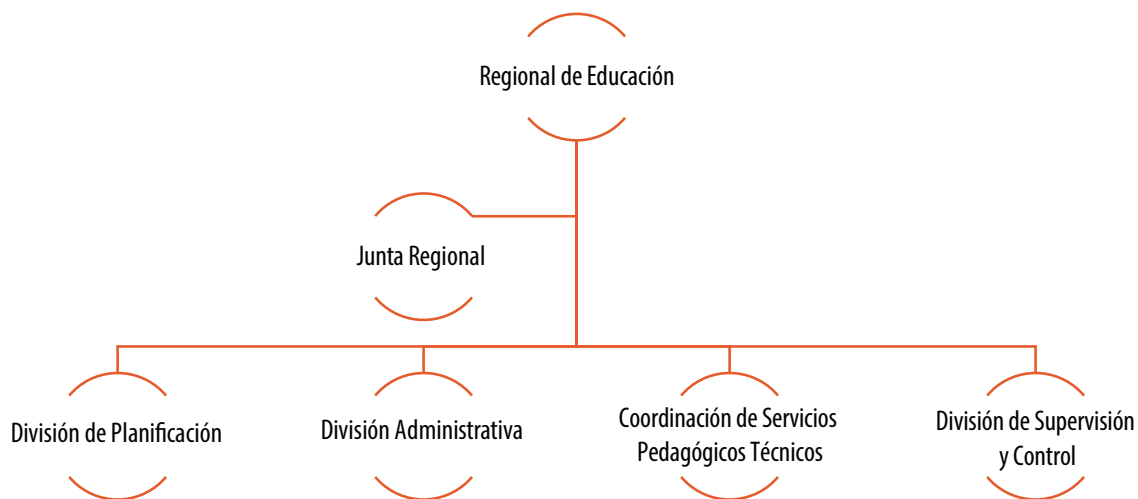 Regional de Educación
Junta Regional
División de Planificación
División Administrativa
Coordinación de Servicios
Pedagógicos Técnicos
División de Supervisión
y Control